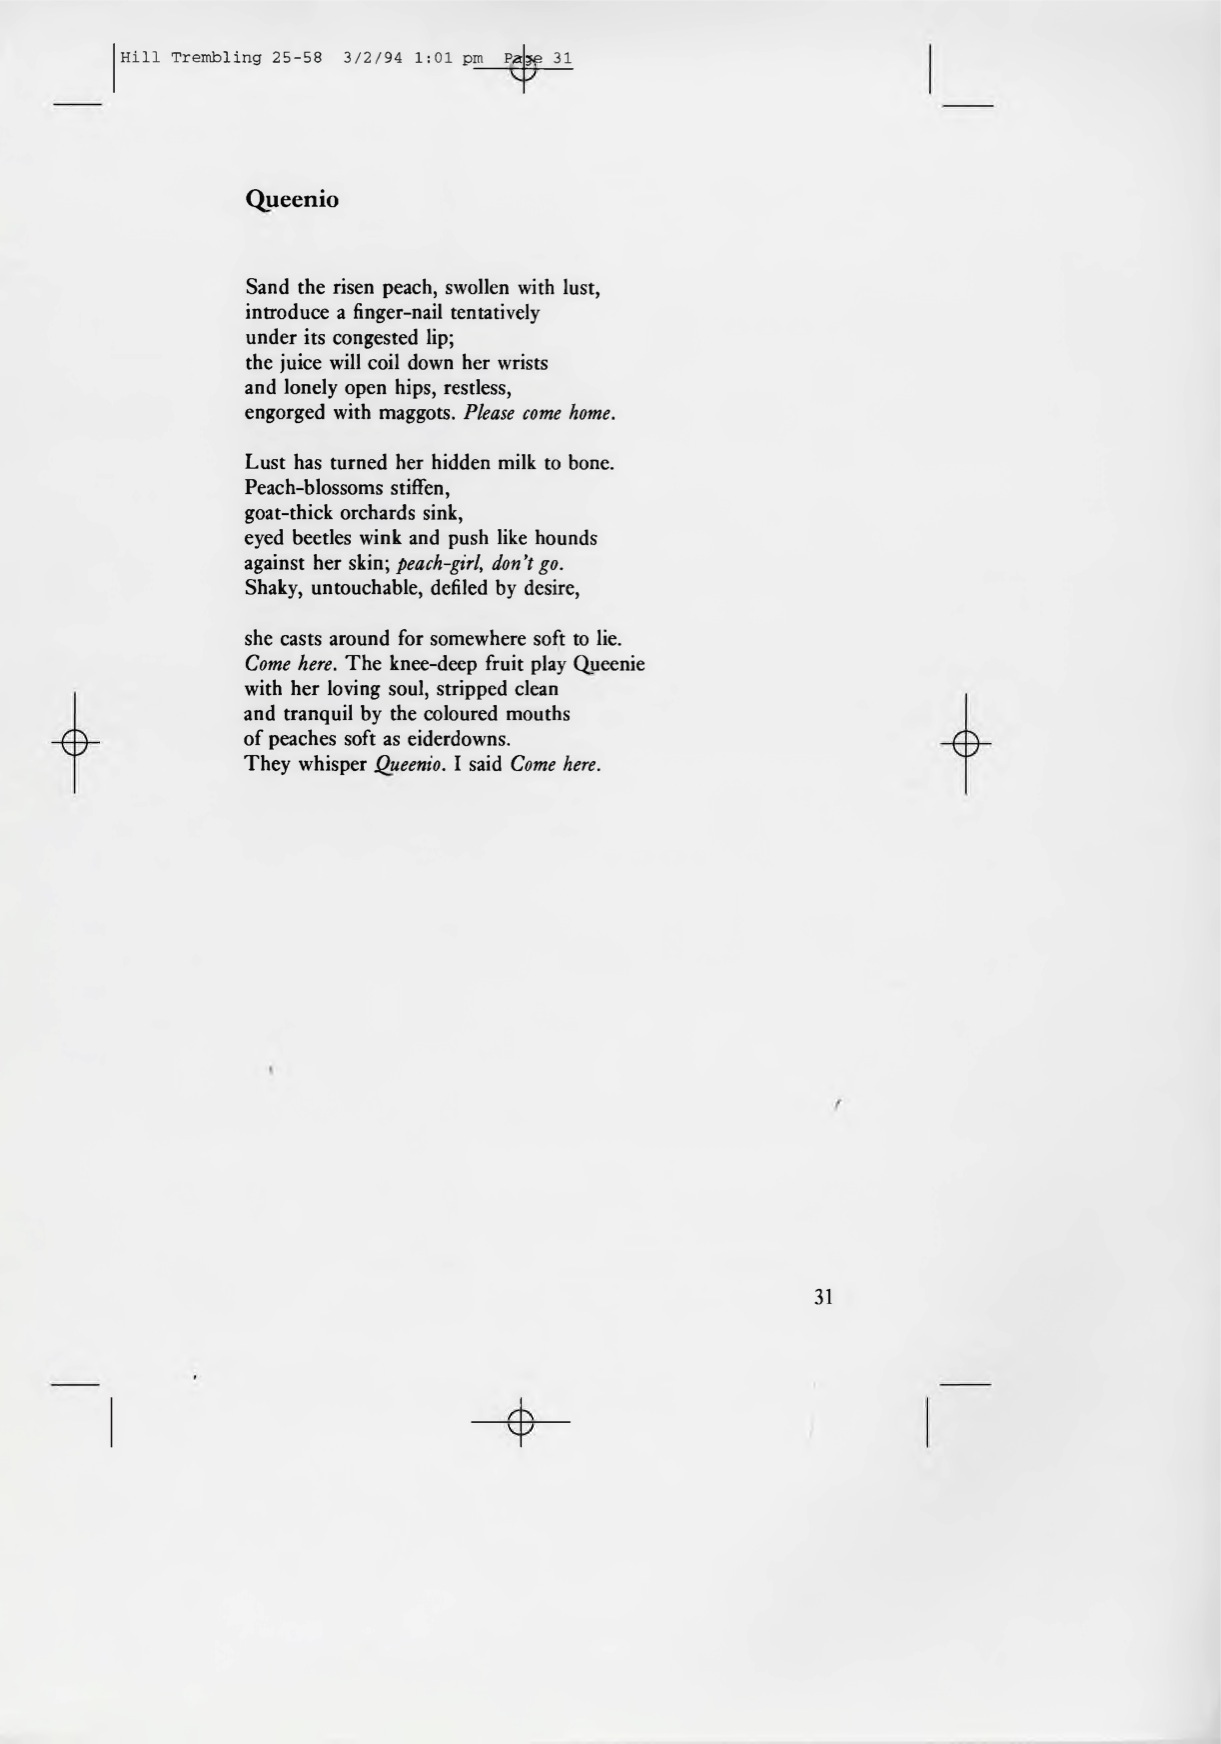 Hill Trembling 25-58 3/2/94 1:01 pm Page 31
Queenio
Sand the risen peach, swollen with lust,
introduce a finger-nail tentatively
under its congested lip;
the juice will coil down her wrists
and lonely open hips, restless,
engorged with maggots. Please come home.
Lust has turned her hidden milk to bone.
Peach-blossoms stiffen,
goat-thick orchards sink,
eyed beetles wink and push like hounds
against her skin; peach-girl, don't go.
Shaky, untouchable, defiled by desire,
she casts around for somewhere soft to lie.
Come here. The knee-deep fruit play Queenie
with her loving soul, stripped clean
and tranquil by the coloured mouths
of peaches soft as eiderdowns.
They whisper Queenio. I said Come here.
31